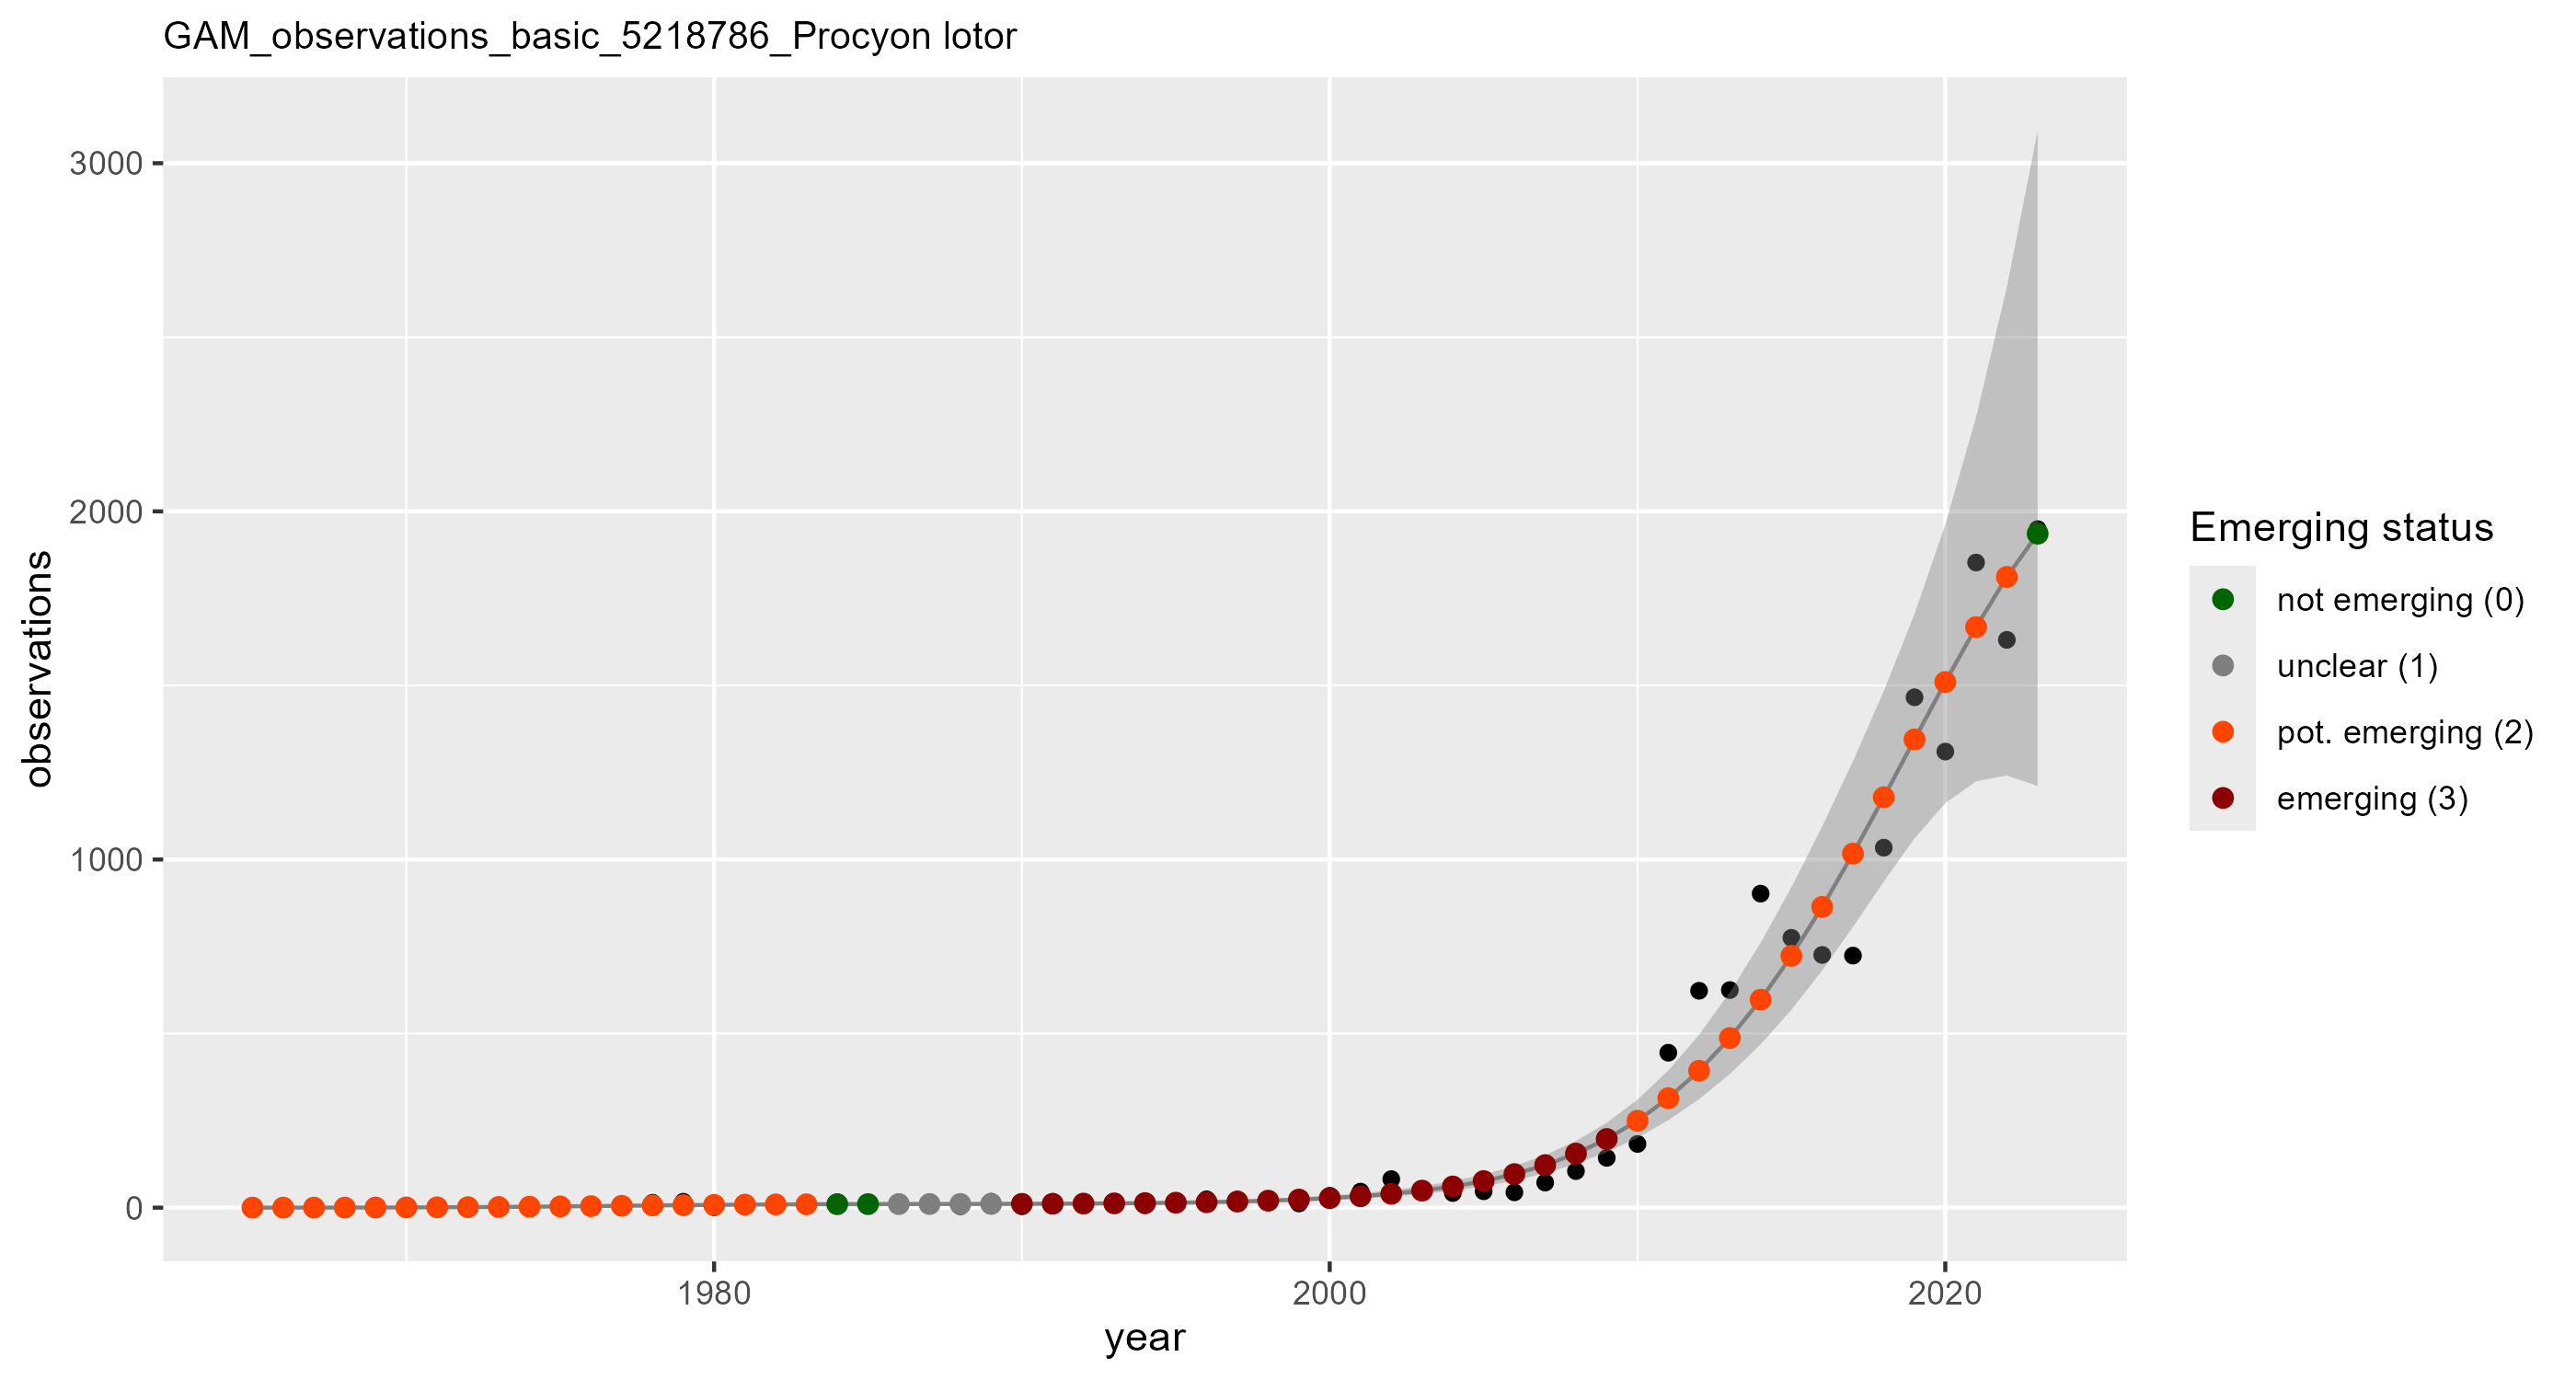 GAM_observations_basic_5218786_Procyon lotor
3000
2000
1000
0
observations
1980
2000
2020
year
Emerging status
not emerging (0)
unclear (1)
pot. emerging (2)
emerging (3)